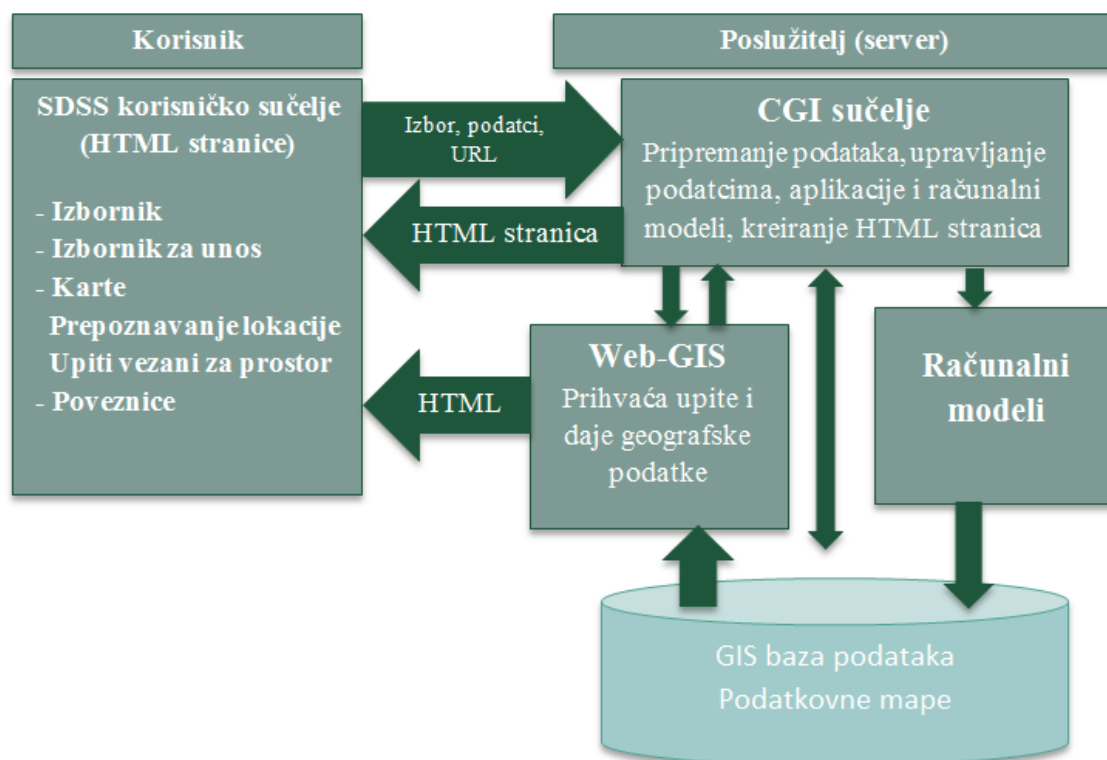 Korisnik
Poslužitelj (server)
SDSS korisničko sučelje
(HTML stranice)
- Izbornik
- Izbornik za unos
- Karte
Prepoznavanje lokacije
Upiti vezani za prostor
- Poveznice
Izbor, podatci,
URL
HTML stranica
HTML
CGI sučelje
Pripremanje podataka, upravljanje
podatcima, aplikacije i računalni
modeli, kreiranje HTML stranica
Web-GIS
Prihvaća upite i
daje geografske
podatke
Računalni
modeli
GIS baza podataka
Podatkovne mape